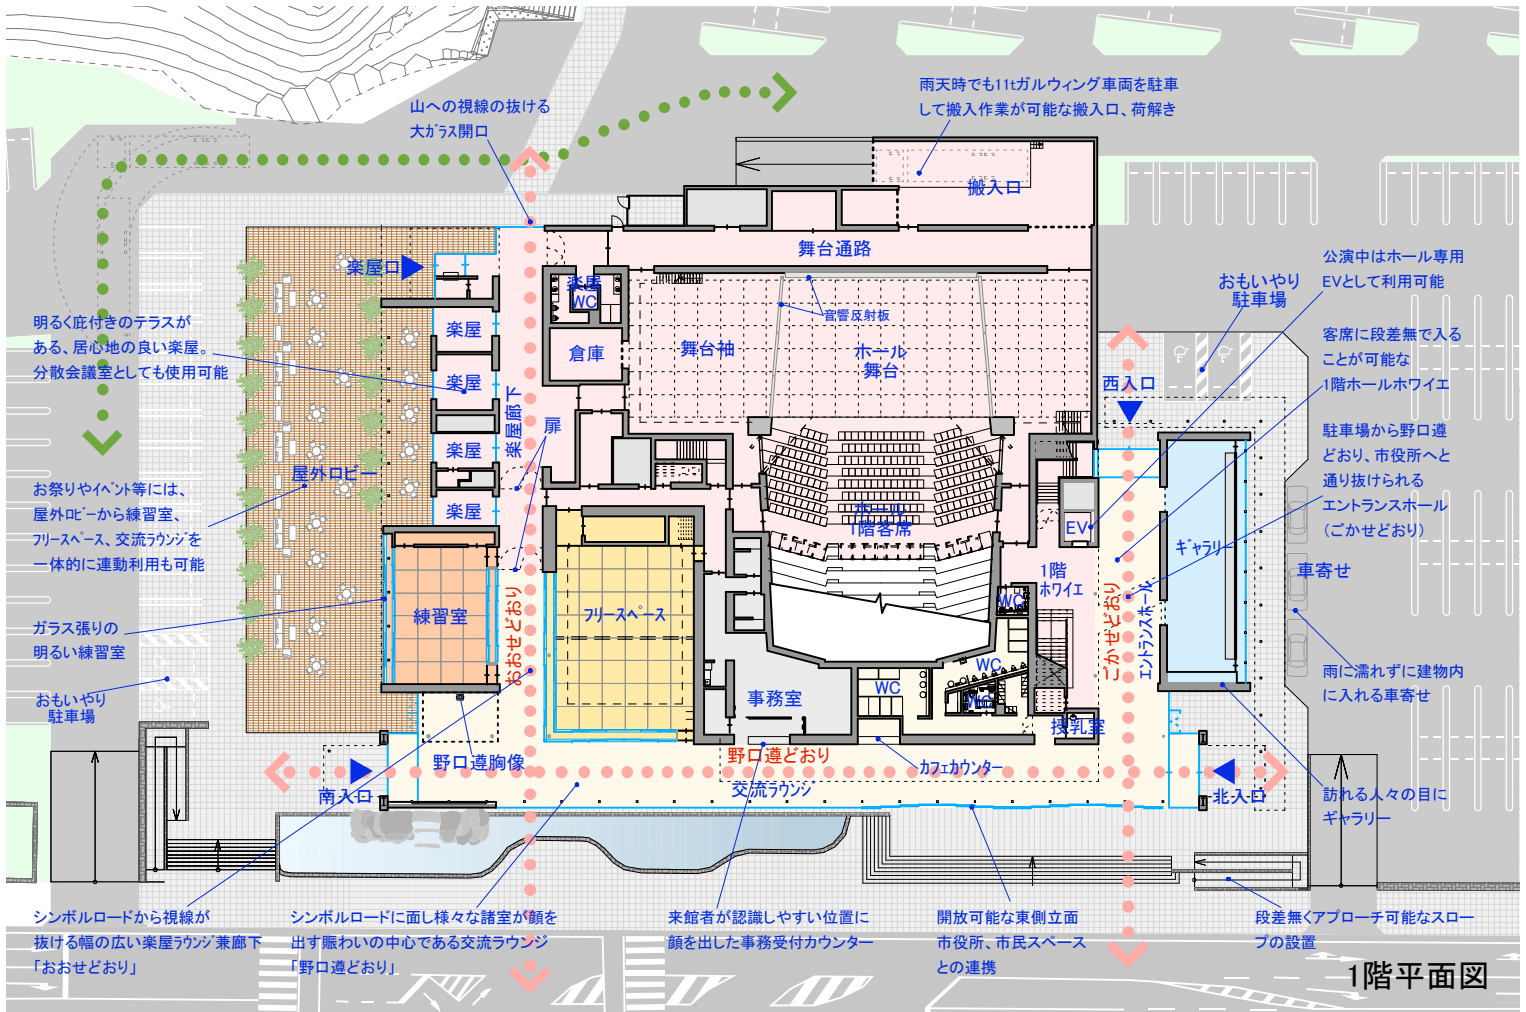 山への視線の抜ける
大ガラス開口
雨天時でも11tガルウィング車両を駐車
して搬入作業が可能な搬入口、荷解き
搬入口
舞台通路
楽屋口
楽屋
WC
音響反射板
おもいやり
駐車場
公演中はホール専用
EVとして利用可能
明るく庇付きのテラスが
ある、居心地の良い楽屋。
分散会議室としても使用可能
楽屋
楽屋
楽屋
楽屋
倉庫
舞台袖
ホール
舞台
西入口
客席に段差無で入る
ことが可能な
1階ホールホワイエ
楽屋廊下
扉
屋外ロビー
お祭りやイベント等には、
屋外ロビーから練習室、
フリースペース、交流ラウンジを
一体的に連動利用も可能
ホール
1階客席
EV
ギャラリー
駐車場から野口遵
どおり、市役所へと
通り抜けられる
エントランスホール
(ごかせどおり)
1階
ホワイエ
車寄せ
ガラス張りの
明るい練習室
練習室
おおせどおり
フリースペース
WC
ごかせどおり
エントランスホール
おもいやり
駐車場
事務室
WC
WC
WC
授乳室
雨に濡れずに建物内
に入れる車寄せ
野口遵胸像
野口遵どおり
カフェカウンター
交流ラウンジ
南入口
北入口
訪れる人々の目に
ギャラリー
シンボルロードから視線が
抜ける幅の広い楽屋ラウンジ兼廊下
「おおせどおり」
シンボルロードに面し様々な諸室が顔を
出す賑わいの中心である交流ラウンジ
「野口遵どおり」
来館者が認識しやすい位置に
顔を出した事務受付カウンター
開放可能な東側立面
市役所、市民スペース
との連携
段差無くアプローチ可能なスロー
プの設置
1階平面図